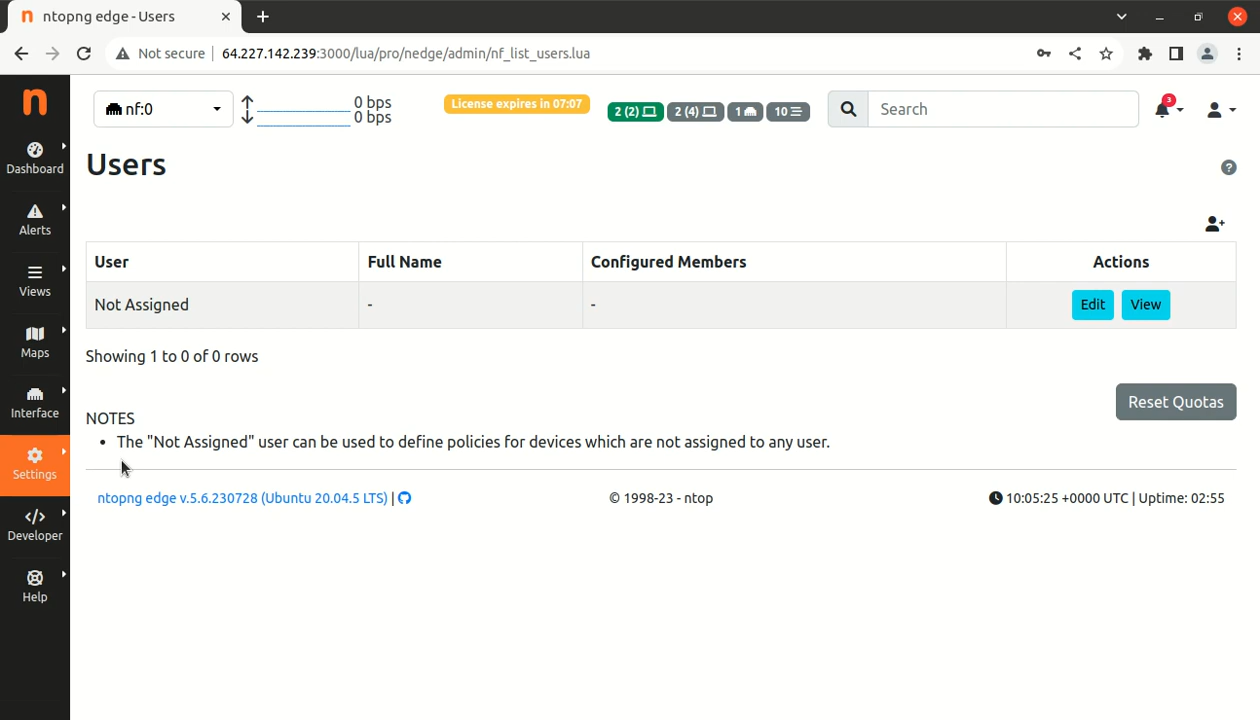 ntopng edge - Users
Not secure
64.227.142.239:3000/lua/pro/nedge/admin/nf_list_users.lua
nf:0
0 bps
0 bps
License expires in 07:07
2 (2)
2 (4)
1
10
Search
3
Dashboard
Alerts
Views
Maps
Interface
Settings
Developer
Help
Users
User
Full Name
Configured Members
Actions
Not Assigned
-
-
Edit
View
Showing 1 to 0 of 0 rows
Reset Quotas
NOTES
• The "Not Assigned" user can be used to define policies for devices which are not assigned to any user.
ntopng edge v.5.6.230728 (Ubuntu 20.04.5 LTS) |
© 1998-23 - ntop
10:05:25 +0000 UTC | Uptime: 02:55